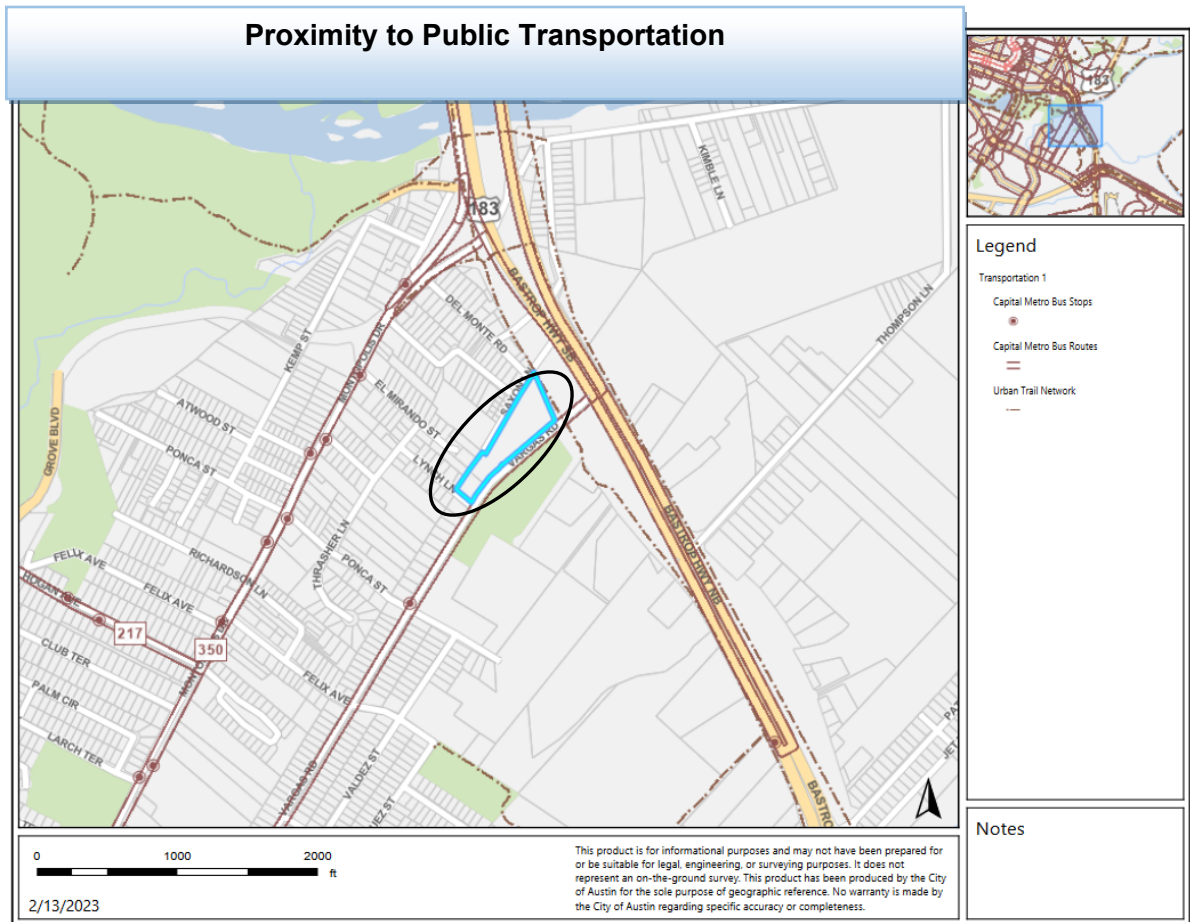 Proximity to Public Transportation
183
183
KIMBLE LN
THOMPSON LN
BASTROP HWY SB
DEL MONTE RD
KEMP ST
MONTOPOLIS DR
EL MIRANDO ST
VARGAS RD
LYNCH LN
ATWOOD ST
PONCA ST
GROVE BLVD
THRASHER LN
PONCA ST
RICHARDSON LN
FELIX AVE
FELIX AVE
HOGAN AVE
217
350
CLUB TER
FELIX AVE
PALM CIR
LARCH TER
VALDEZ ST
VARGAS RD
BASTROP HWY NB
BASTRO
JET
Legend
Transportation 1
Capital Metro Bus Stops
Capital Metro Bus Routes
Urban Trail Network
Notes
0 1000 2000
ft
2/13/2023
This product is for informational purposes and may not have been prepared for
or be suitable for legal, engineering, or surveying purposes. It does not
represent an on-the-ground survey. This product has been produced by the City
of Austin for the sole purpose of geographic reference. No warranty is made by
the City of Austin regarding specific accuracy or completeness.